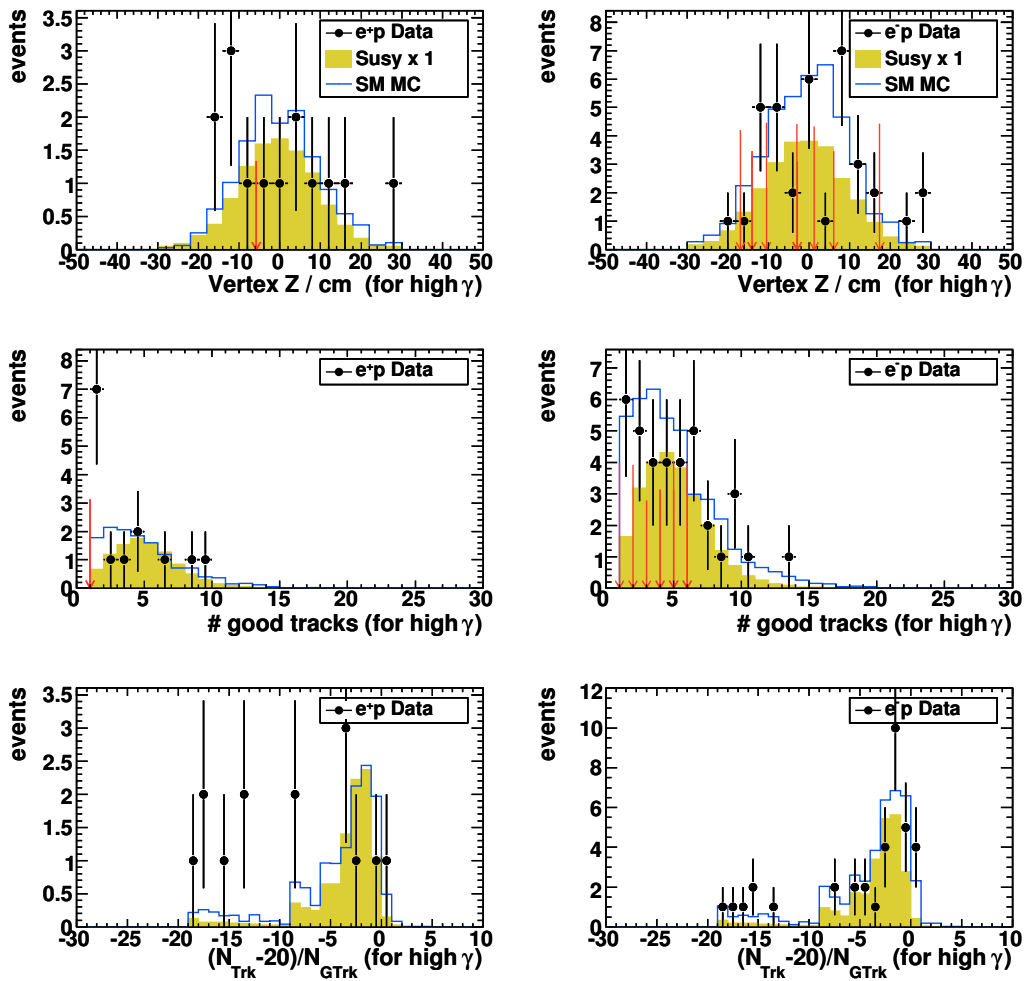 events
3.5
3
2.5
2
1.5
1
0.5
0
e⁺p Data
Susy x 1
SM MC
-50 -40 -30 -20 -10 0 10 20 30 40 50
Vertex Z / cm (for high γ)
events
8
7
6
5
4
3
2
1
0
e⁻p Data
Susy x 1
SM MC
-50 -40 -30 -20 -10 0 10 20 30 40 50
Vertex Z / cm (for high γ)
events
8
7
6
5
4
3
2
1
0
e⁺p Data
0 5 10 15 20 25 30
# good tracks (for high γ)
events
7
6
5
4
3
2
1
0
e⁻p Data
0 5 10 15 20 25 30
# good tracks (for high γ)
events
3.5
3
2.5
2
1.5
1
0.5
0
e⁺p Data
-30 -25 -20 -15 -10 -5 0 5 10
(N_Trk-20)/N_GTrk (for high γ)
events
12
10
8
6
4
2
0
e⁻p Data
-30 -25 -20 -15 -10 -5 0 5 10
(N_Trk-20)/N_GTrk (for high γ)